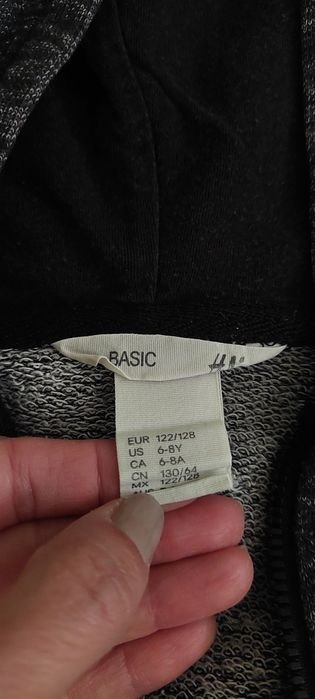 BASIC
EUR 122/128
US 6-8Y
CA 6-8A
CN 130/64
MX 122/128